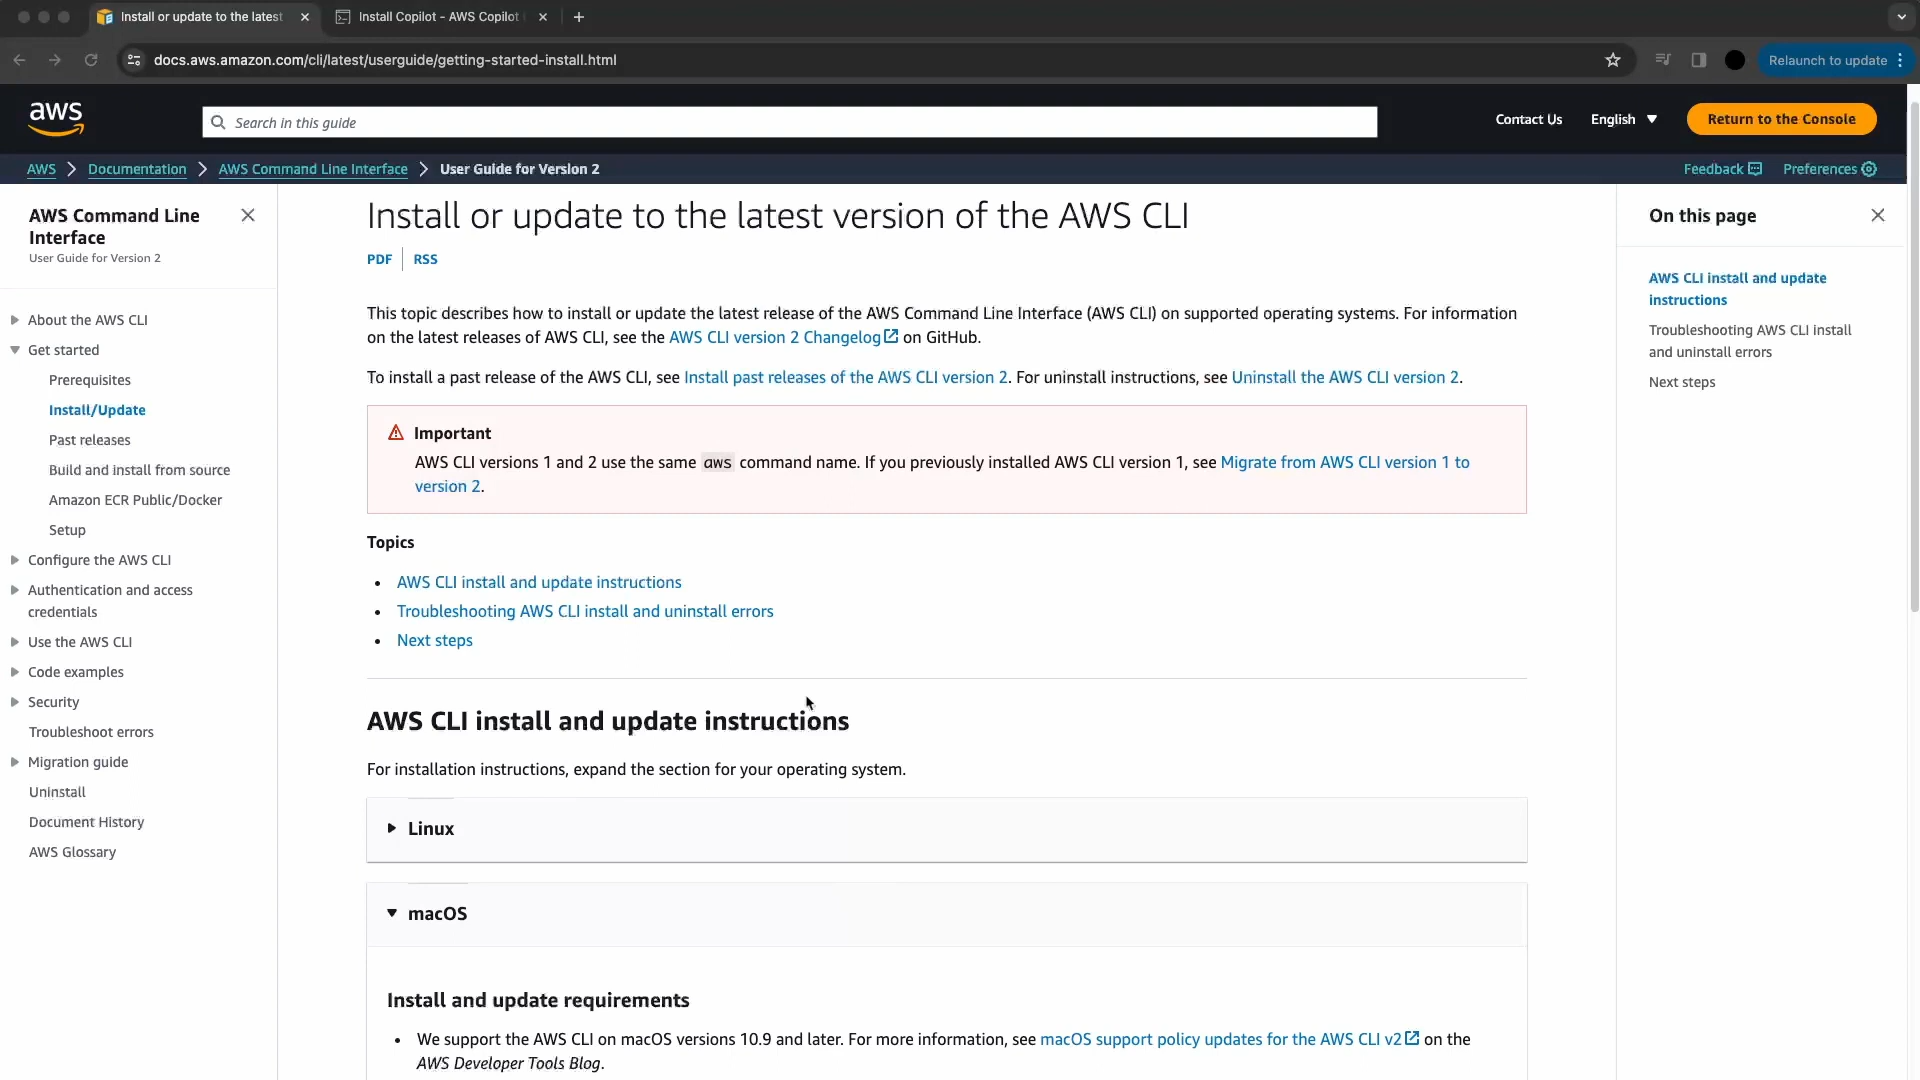 Install or update to the latest
Install Copilot - AWS Copilot
docs.aws.amazon.com/cli/latest/userguide/getting-started-install.html
Relaunch to update
aws
Search in this guide
Contact Us
English
Return to the Console
AWS
Documentation
AWS Command Line Interface
User Guide for Version 2
Feedback
Preferences
AWS Command Line
Interface
User Guide for Version 2
About the AWS CLI
Get started
Prerequisites
Install/Update
Past releases
Build and install from source
Amazon ECR Public/Docker
Setup
Configure the AWS CLI
Authentication and access
credentials
Use the AWS CLI
Code examples
Security
Troubleshoot errors
Migration guide
Uninstall
Document History
AWS Glossary
Install or update to the latest version of the AWS CLI
PDF
RSS
This topic describes how to install or update the latest release of the AWS Command Line Interface (AWS CLI) on supported operating systems. For information
on the latest releases of AWS CLI, see the AWS CLI version 2 Changelog on GitHub.
To install a past release of the AWS CLI, see Install past releases of the AWS CLI version 2. For uninstall instructions, see Uninstall the AWS CLI version 2.
Important
AWS CLI versions 1 and 2 use the same aws command name. If you previously installed AWS CLI version 1, see Migrate from AWS CLI version 1 to
version 2.
Topics
• AWS CLI install and update instructions
• Troubleshooting AWS CLI install and uninstall errors
• Next steps
AWS CLI install and update instructions
For installation instructions, expand the section for your operating system.
Linux
macOS
Install and update requirements
• We support the AWS CLI on macOS versions 10.9 and later. For more information, see macOS support policy updates for the AWS CLI v2 on the
AWS Developer Tools Blog.
On this page
AWS CLI install and update
instructions
Troubleshooting AWS CLI install
and uninstall errors
Next steps